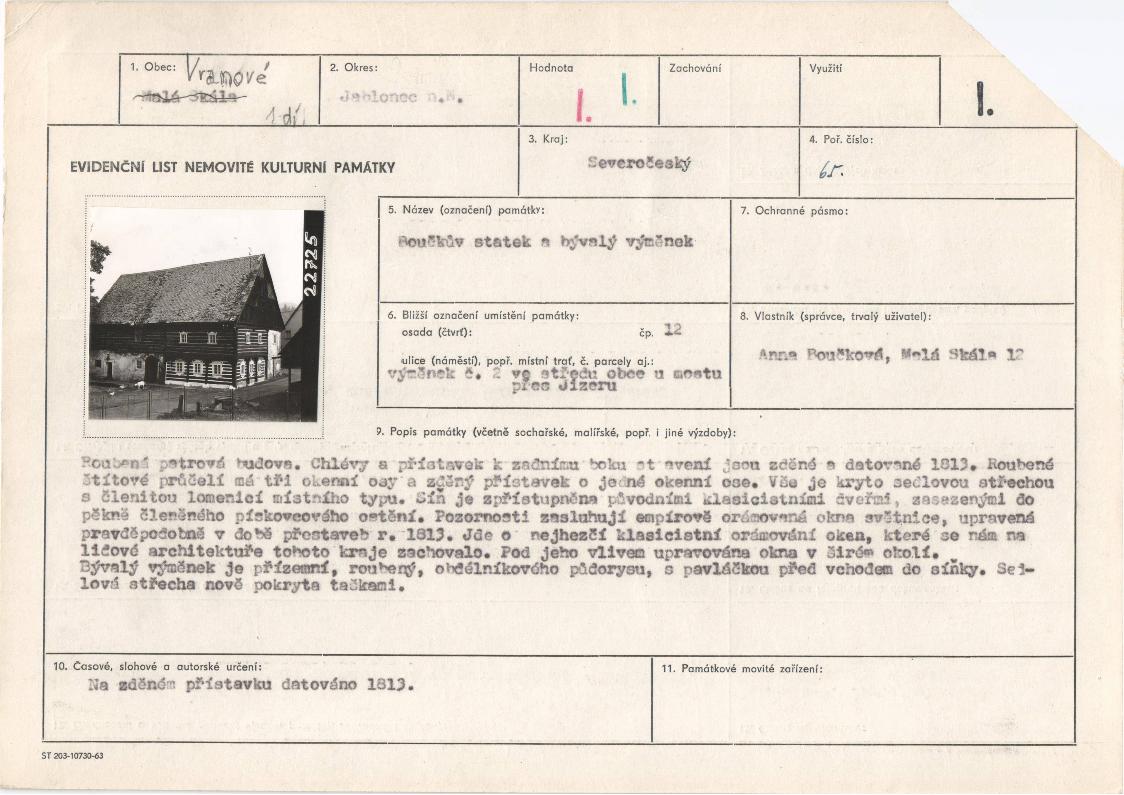 1. Obec: Vranové
Malá Skála
1. díl
2. Okres:
Jablonec n.N.
Hodnota
I. I.
Zachování
Využití
I.
EVIDENČNÍ LIST NEMOVITÉ KULTURNÍ PAMÁTKY
3. Kraj:
Severočeský
4. Poř. číslo:
65.
22725
5. Název (označení) památky:
Boučkův statek a bývalý výměnek
7. Ochranné pásmo:
6. Bližší označení umístění památky:
osada (čtvrť): čp. 12
ulice (náměstí), popř. místní trať, č. parcely aj.:
výměnek č. 2 ve středu obce u mostu
přes Jizeru
8. Vlastník (správce, trvalý uživatel):
Anna Boučková, Malá Skála 12
9. Popis památky (včetně sochařské, malířské, popř. i jiné výzdoby):
Roubená patrová budova. Chlévy a přístavek k zadnímu boku st avení jsou zděné a datované 1813. Roubené
štítové průčelí má tři okenní osy a zděný přístavek o jedné okenní ose. Vše je kryto sedlovou střechou
s členitou lomenicí místního typu. Síň je zpřístupněna původními klasicistními dveřmi, zasazenými do
pěkně členěného pískovcového ostění. Pozornosti zasluhují empírově orámovaná okna světnice, upravená
pravděpodobně v době přestaveb r. 1813. Jde o nejhezčí klasicistní orámování oken, které se nám na
lidové architektuře tohoto kraje zachovalo. Pod jeho vlivem upravována okna v širém okolí.
Bývalý výměnek je přízemní, roubený, obdélníkového půdorysu, s pavláčkou před vchodem do síňky. Sed-
lová střecha nově pokryta taškami.
10. Časové, slohové a autorské určení:
Na zděném přístavku datováno 1813.
11. Památkové movité zařízení:
ST 203-10730-63